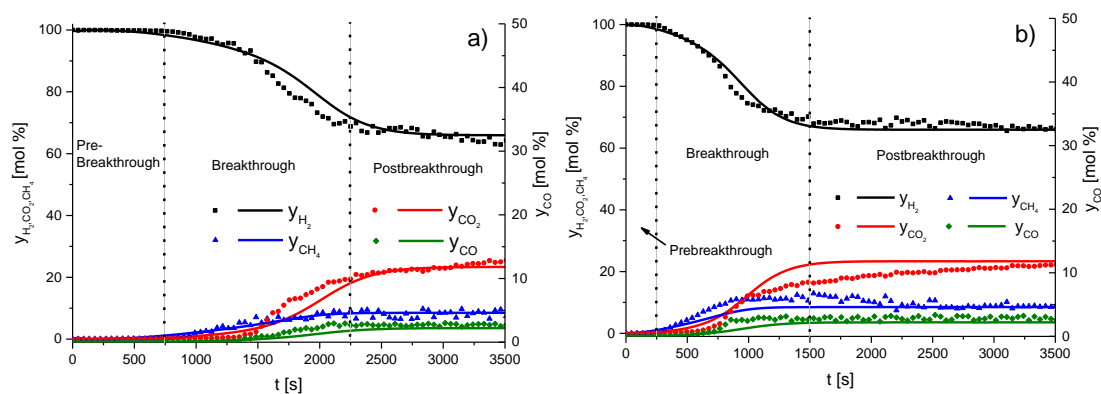 a)
100
80
60
40
20
0
y_H2,CO2,CH4 [mol %]
50
40
30
20
10
0
y_CO [mol %]
Pre-
Breakthrough
Breakthrough
Postbreakthrough
y_H2
y_CO2
y_CH4
y_CO
0 500 1000 1500 2000 2500 3000 3500
t [s]
b)
100
80
60
40
20
0
y_H2,CO2,CH4 [mol %]
50
40
30
20
10
0
y_CO [mol %]
Breakthrough
Postbreakthrough
Prebreakthrough
y_H2
y_CH4
y_CO2
y_CO
0 500 1000 1500 2000 2500 3000 3500
t [s]